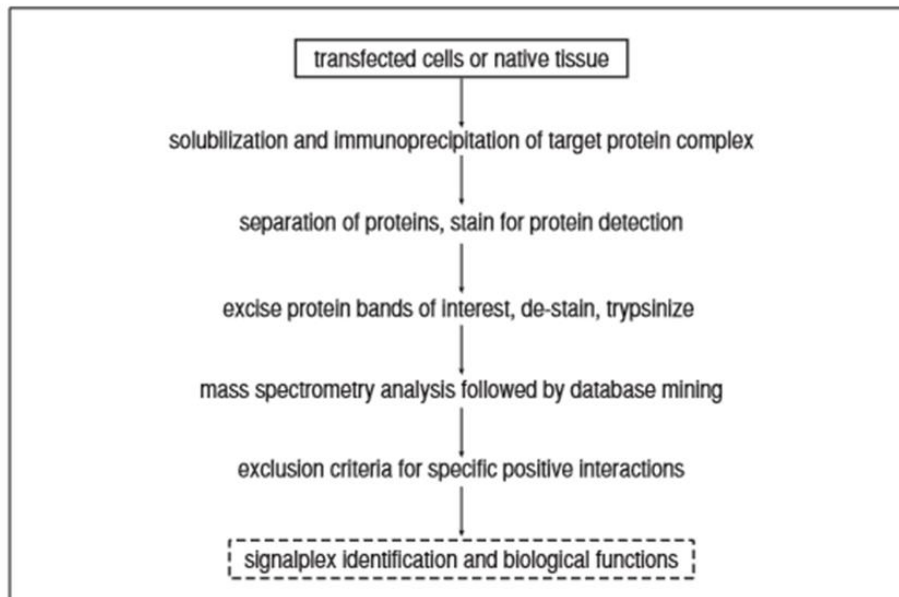 transfected cells or native tissue
solubilization and immunoprecipitation of target protein complex
separation of proteins, stain for protein detection
excise protein bands of interest, de-stain, trypsinize
mass spectrometry analysis followed by database mining
exclusion criteria for specific positive interactions
signalplex identification and biological functions